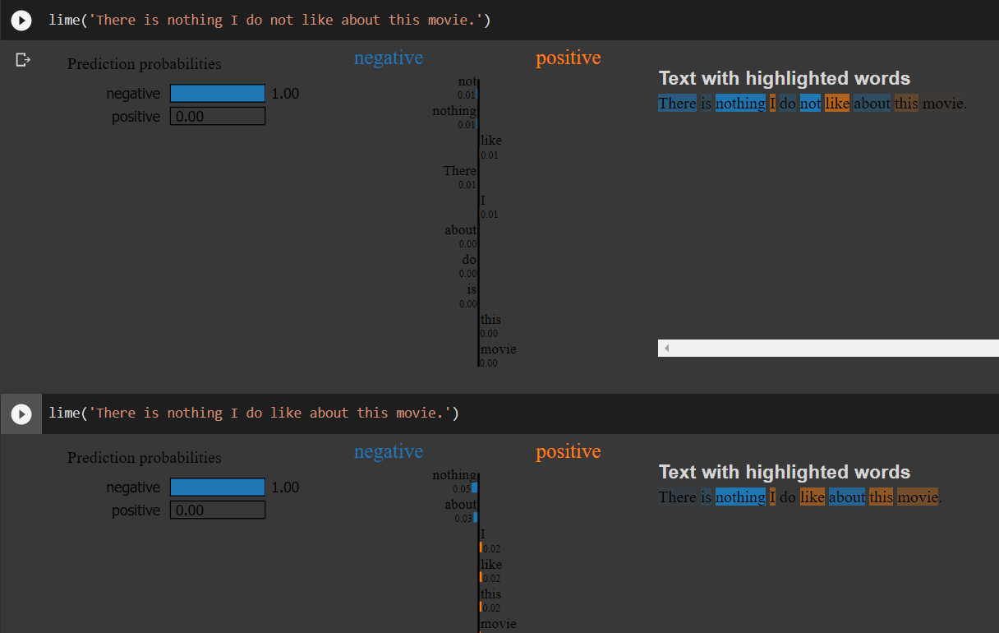 lime('There is nothing I do not like about this movie.')
Prediction probabilities
negative 1.00
positive 0.00
negative positive
not
0.01
nothing
0.01
like
0.01
There
0.01
I
0.01
about
0.00
do
0.00
is
0.00
this
0.00
movie
0.00
Text with highlighted words
There is nothing I do not like about this movie.
lime('There is nothing I do like about this movie.')
Prediction probabilities
negative 1.00
positive 0.00
negative positive
nothing
0.05
about
0.03
I
0.02
like
0.02
this
0.02
movie
Text with highlighted words
There is nothing I do like about this movie.